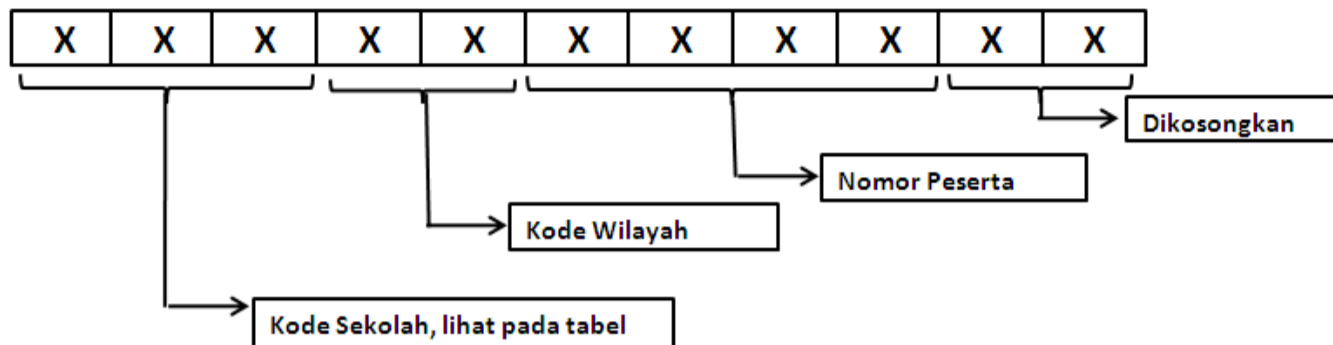 X X X X X X X X X X X
Dikosongkan
Nomor Peserta
Kode Wilayah
Kode Sekolah, lihat pada tabel